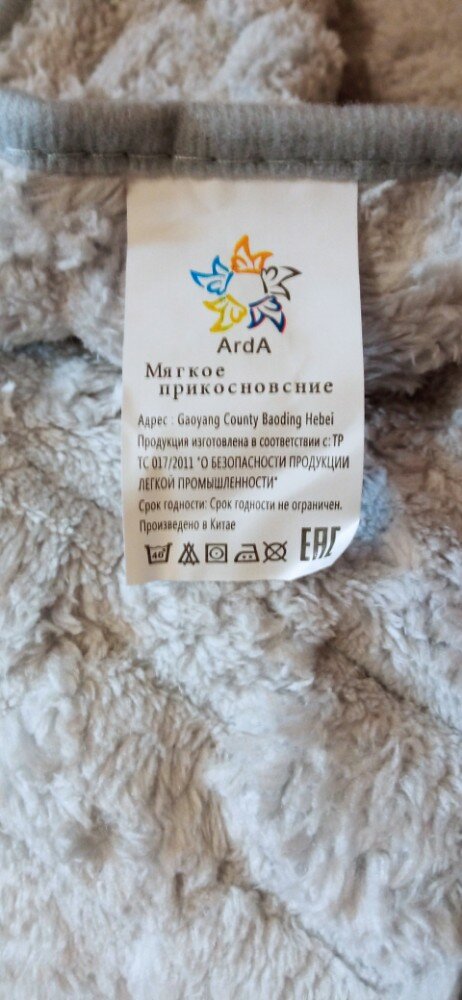 ArdA
Мягкое
прикосновсние
Адрес : Gaoyang County Baoding Hebei
Продукция изготовлена в соответствии с: ТР
ТС 017/2011 "О БЕЗОПАСНОСТИ ПРОДУКЦИИ
ЛЕГКОЙ ПРОМЫШЛЕННОСТИ"
Срок годности: Срок годности не ограничен.
Произведено в Китае
40 EAC